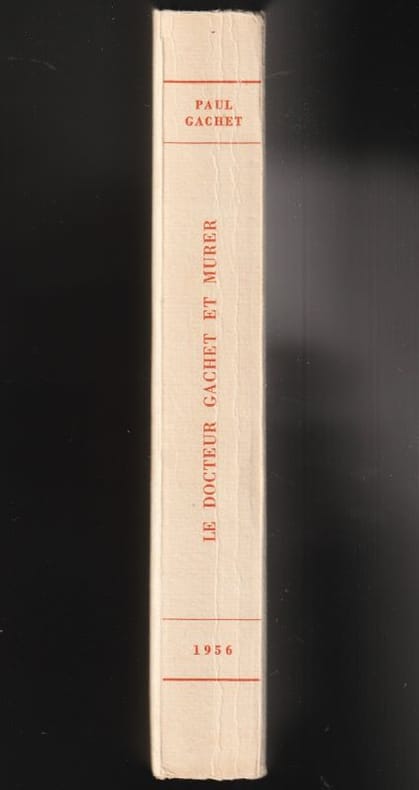 PAUL
GACHET
LE DOCTEUR GACHET ET MURER
1956